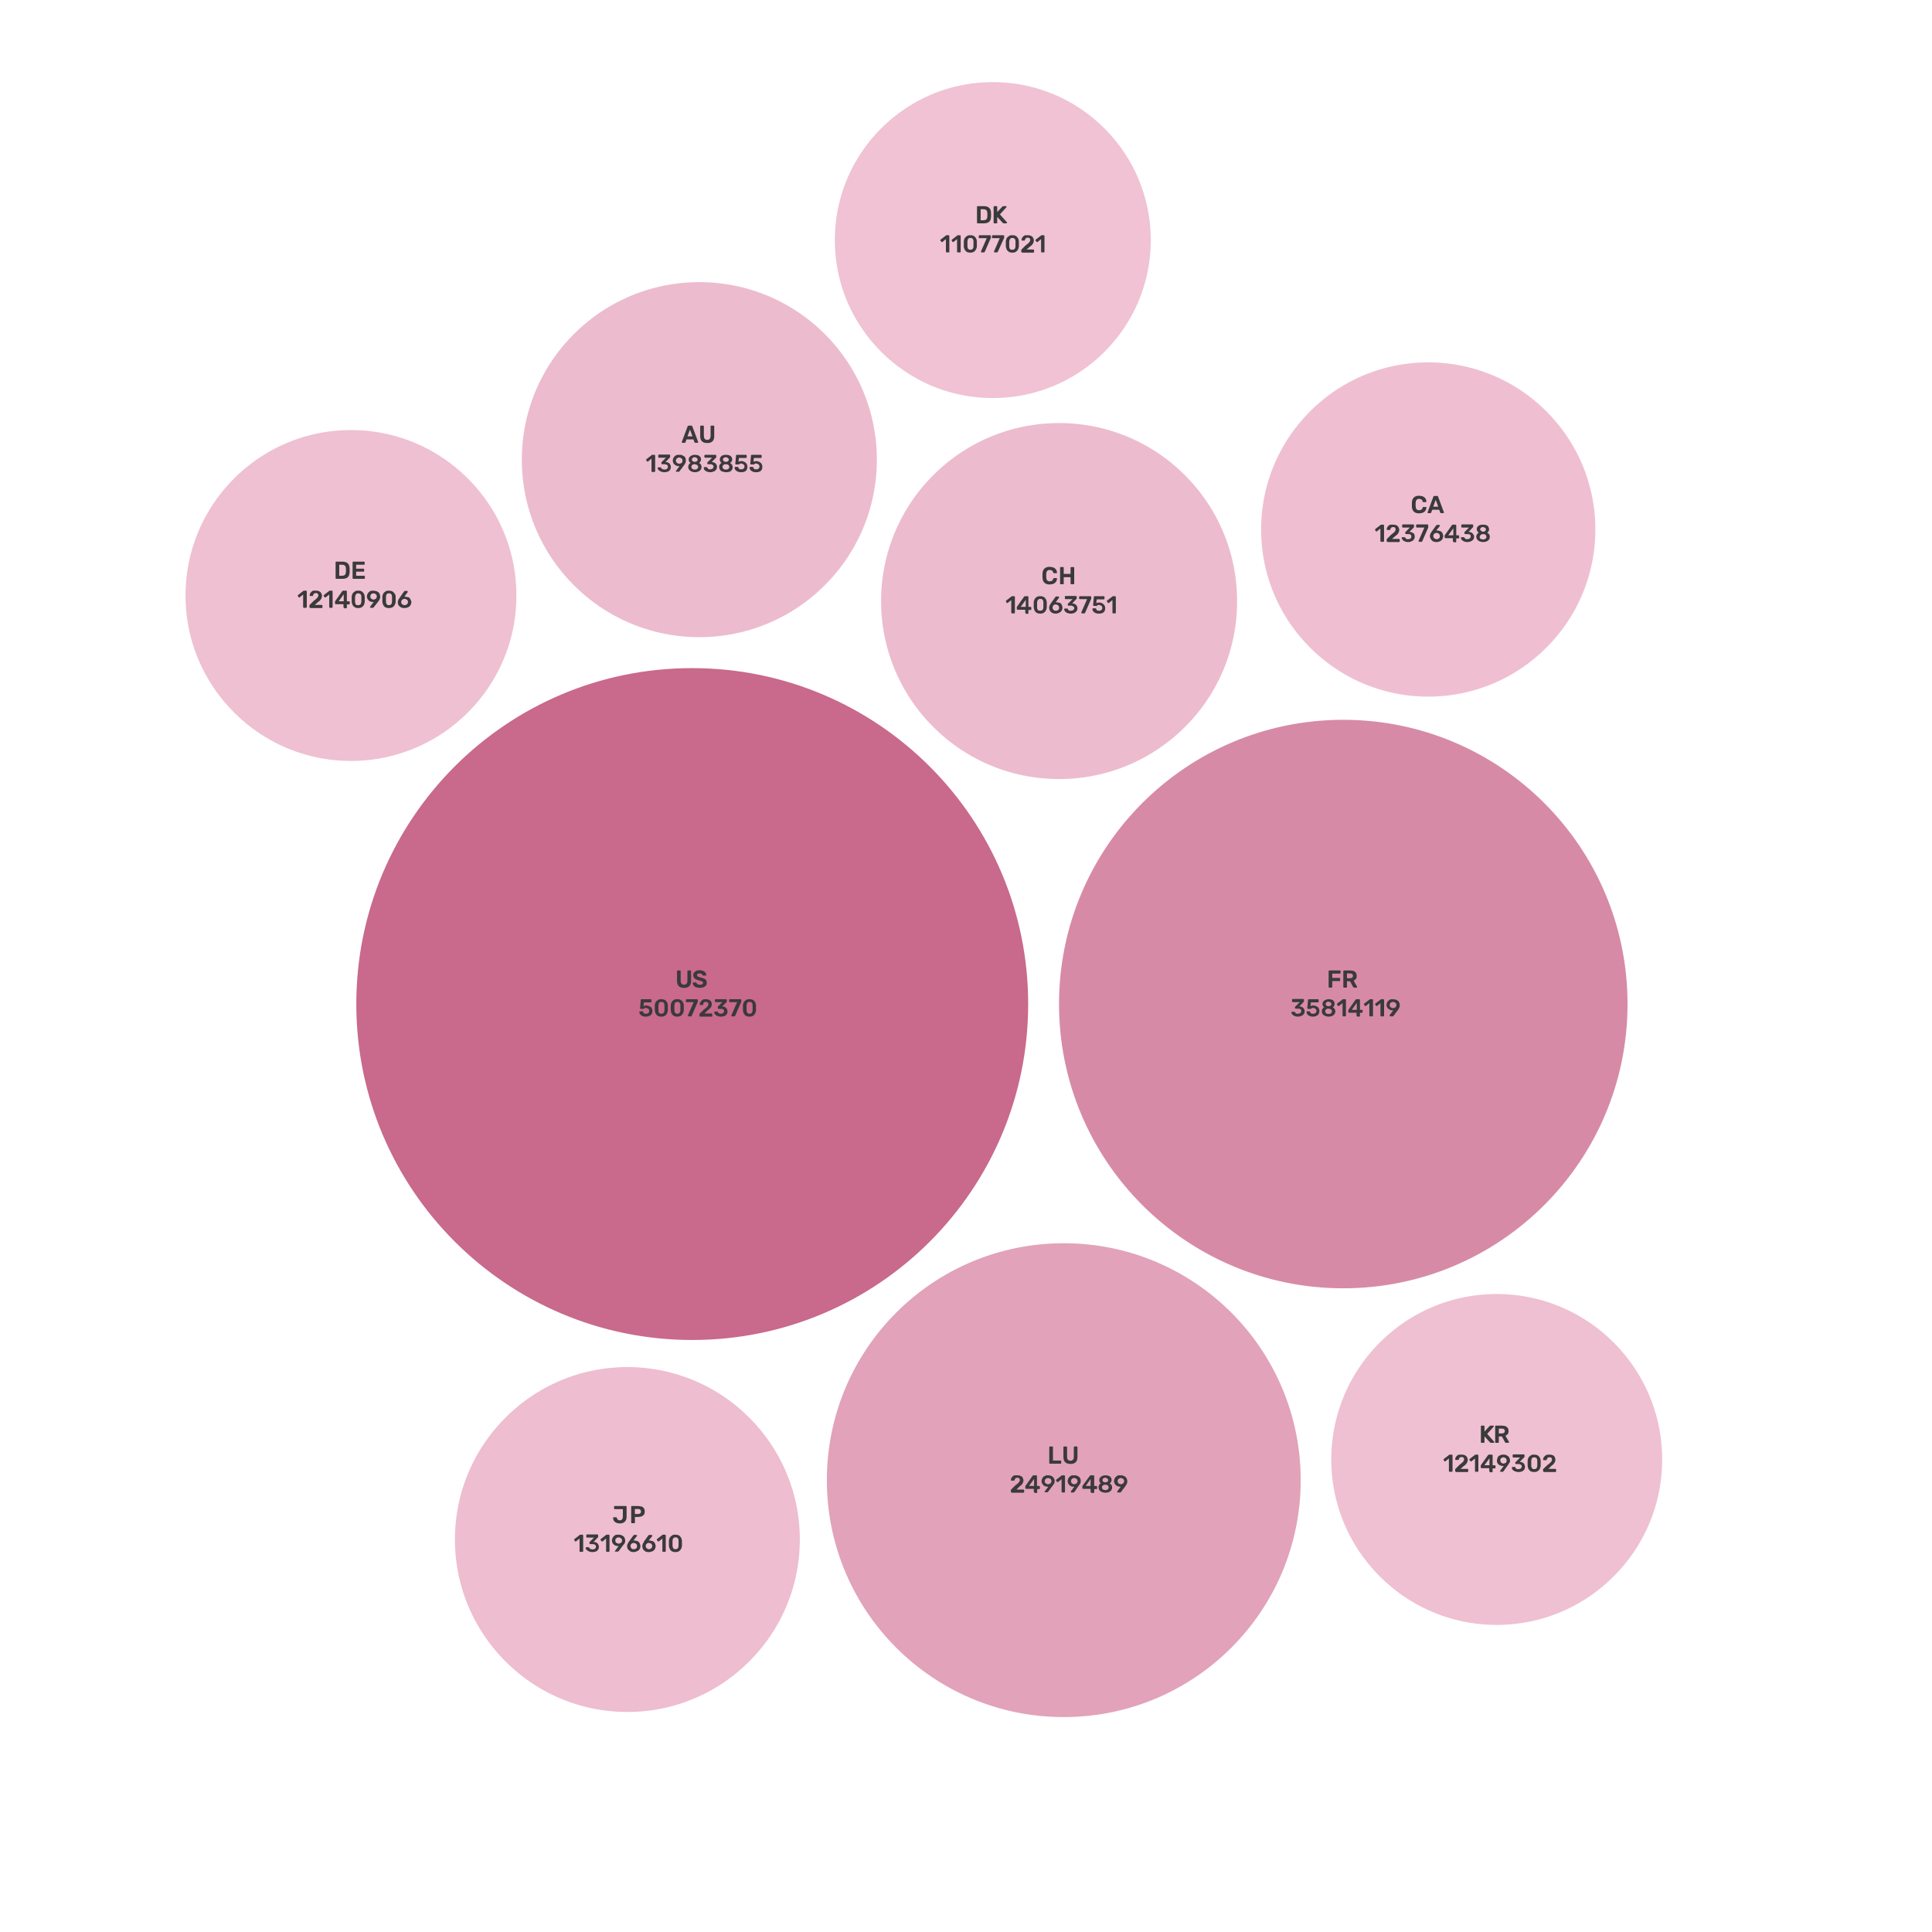 DK
11077021
AU
13983855
CA
12376438
DE
12140906
CH
14063751
US
50072370
FR
35814119
LU
24919489
KR
12149302
JP
13196610